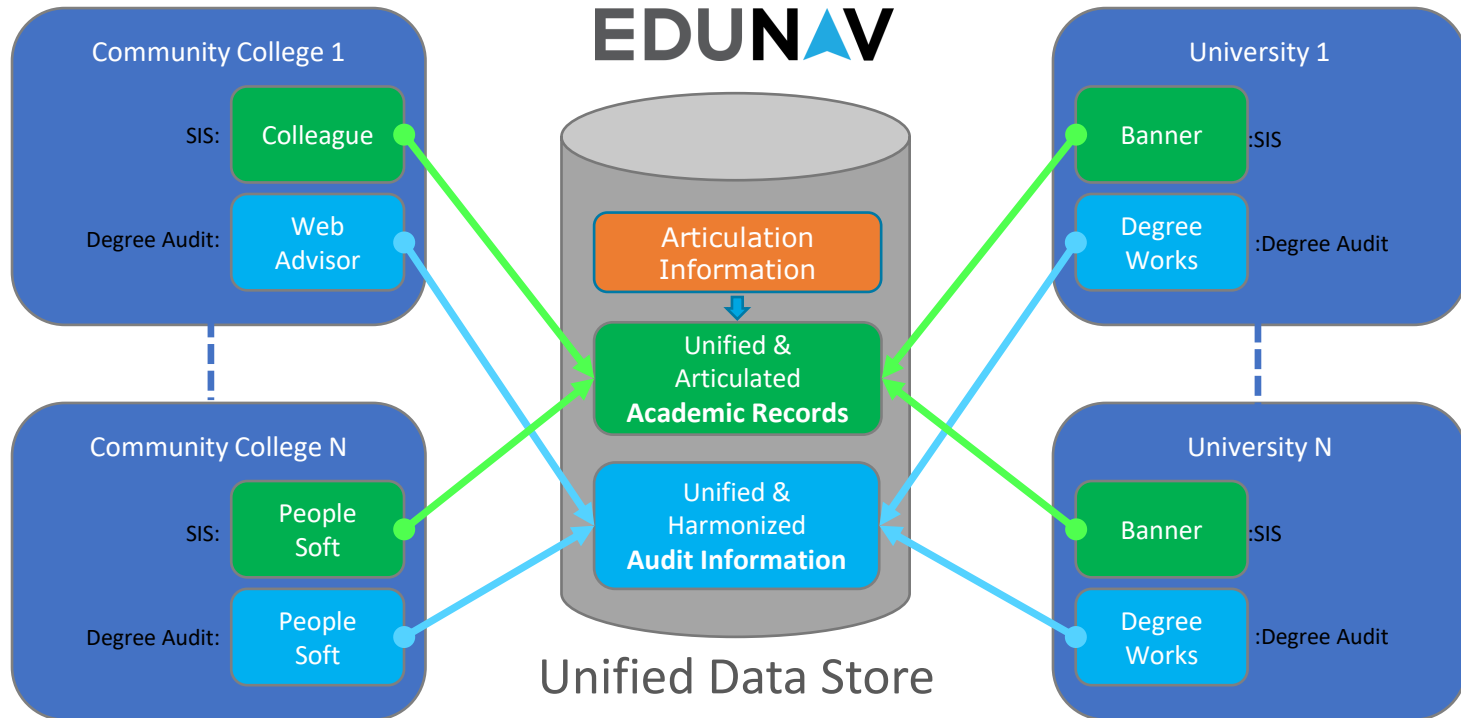 EDUNAV
Community College 1
SIS:
Colleague
Degree Audit:
Web
Advisor
Community College N
SIS:
People
Soft
Degree Audit:
People
Soft
Articulation
Information
Unified &
Articulated
Academic Records
Unified &
Harmonized
Audit Information
Unified Data Store
University 1
Banner
:SIS
Degree
Works
:Degree Audit
University N
Banner
:SIS
Degree
Works
:Degree Audit